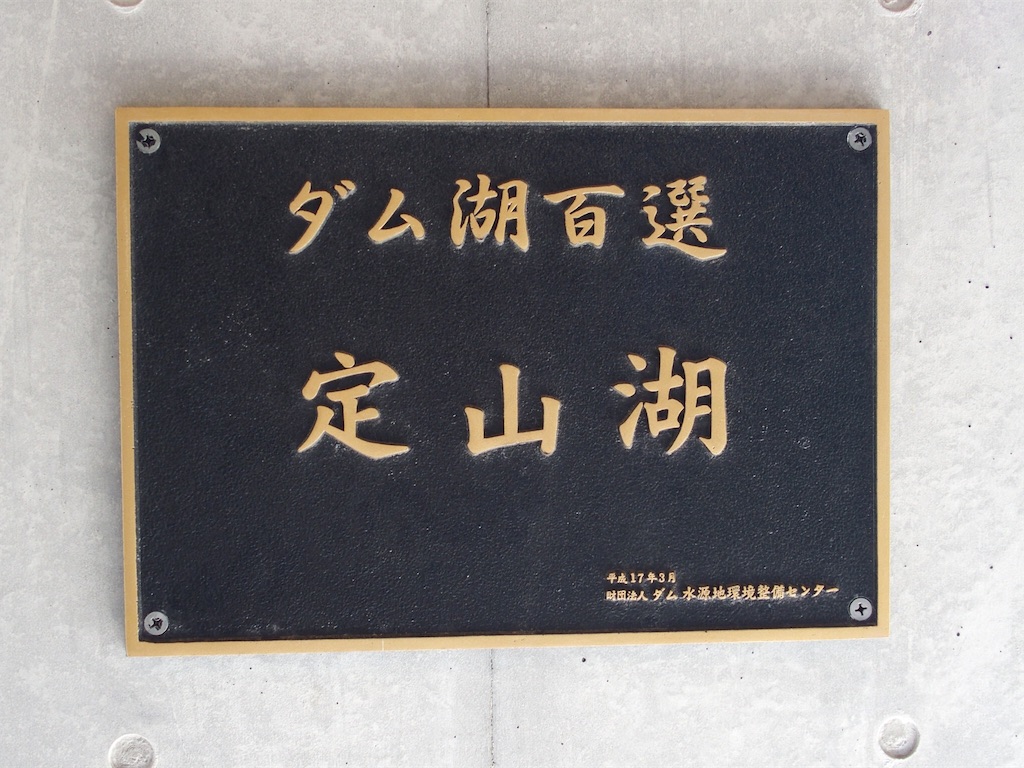 ダム湖百選
定山湖
平成17年3月
財団法人 ダム水源地環境整備センター